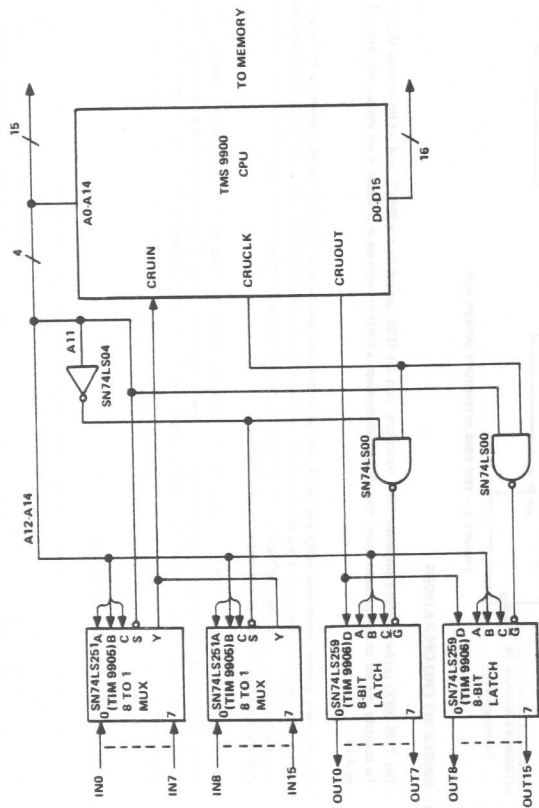 15
4
A0-A14
TO MEMORY
TMS 9900
CPU
CRUIN
CRUCLK
CRUOUT
D0-D15
16
A11
SN74LS04
A12-A14
SN74LS00
SN74LS00
IN0
IN7
0 SN74LS251 A
(TIM 9905) B
8 TO 1 C
MUX S
7 Y
IN8
IN15
0 SN74LS251 A
(TIM 9905) B
8 TO 1 C
MUX S
7 Y
OUT0
OUT7
0 SN74LS259 D
(TIM 9906) A
8-BIT B
LATCH C
7 G
OUT8
OUT15
0 SN74LS259 D
(TIM 9906) A
8-BIT B
LATCH C
7 G